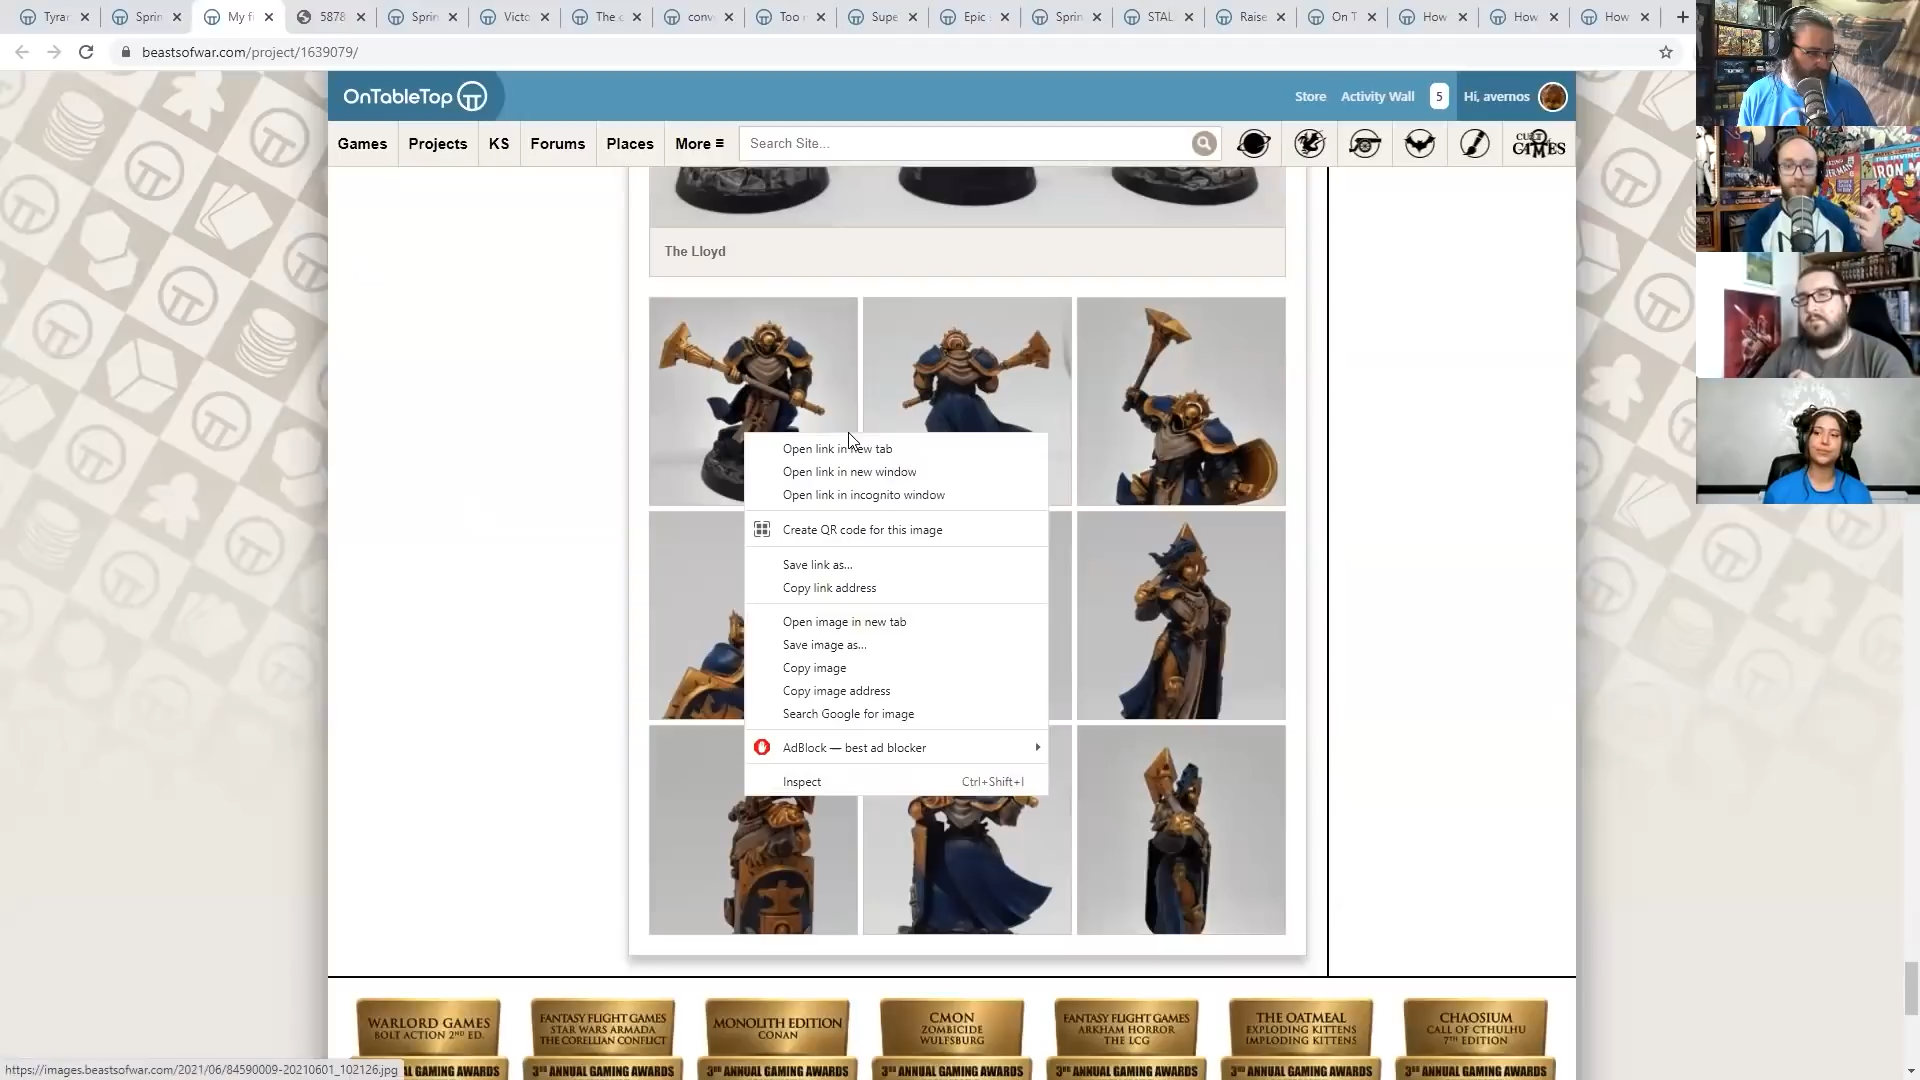 Tyra
Sprin
My f
5878
Sprin
Victo
The c
conv
Too r
Supe
Epic
Sprin
STAL
Raise
On T
How
How
How
beastsofwar.com/project/1639079/
OnTableTop
Store
Activity Wall
5
Hi, avernos
Games
Projects
KS
Forums
Places
More ≡
Search Site...
CULT OF GAMES
IRON M
The Lloyd
Open link in new tab
Open link in new window
Open link in incognito window
Create QR code for this image
Save link as...
Copy link address
Open image in new tab
Save image as...
Copy image
Copy image address
Search Google for image
AdBlock — best ad blocker
Inspect Ctrl+Shift+I
WARLORD GAMES
BOLT ACTION 2ND ED.
FANTASY FLIGHT GAMES
STAR WARS ARMADA
THE CORELLIAN CONFLICT
MONOLITH EDITION
CONAN
CMON
ZOMBICIDE
WULFSBURG
FANTASY FLIGHT GAMES
ARKHAM HORROR
THE LCG
THE OATMEAL
EXPLODING KITTENS
IMPLODING KITTENS
CHAOSIUM
CALL OF CTHULHU
7TH EDITION
AL GAMING AWARDS
3RD ANNUAL GAMING AWARDS
3RD ANNUAL GAMING AWARDS
3RD ANNUAL GAMING AWARDS
3RD ANNUAL GAMING AWARDS
3RD ANNUAL GAMING AWARDS
3RD ANNUAL GAMING AWARDS
https://images.beastsofwar.com/2021/06/84590009-20210601_102126.jpg